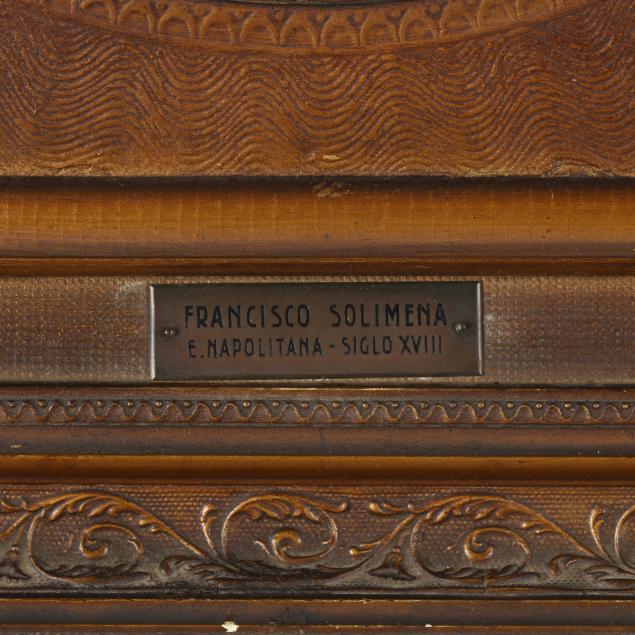 FRANCISCO SOLIMENA
E. NAPOLITANA - SIGLO XVIII